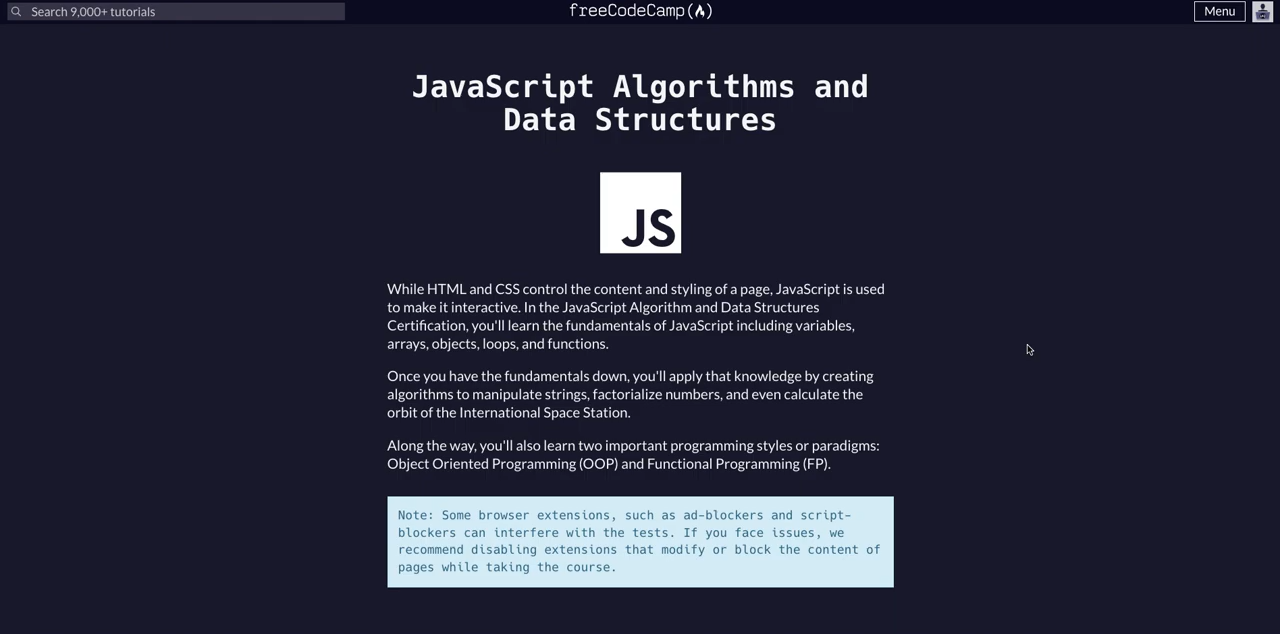 Search 9,000+ tutorials
freeCodeCamp
Menu
JavaScript Algorithms and
Data Structures
JS
While HTML and CSS control the content and styling of a page, JavaScript is used
to make it interactive. In the JavaScript Algorithm and Data Structures
Certification, you'll learn the fundamentals of JavaScript including variables,
arrays, objects, loops, and functions.
Once you have the fundamentals down, you'll apply that knowledge by creating
algorithms to manipulate strings, factorialize numbers, and even calculate the
orbit of the International Space Station.
Along the way, you'll also learn two important programming styles or paradigms:
Object Oriented Programming (OOP) and Functional Programming (FP).
Note: Some browser extensions, such as ad-blockers and script-
blockers can interfere with the tests. If you face issues, we
recommend disabling extensions that modify or block the content of
pages while taking the course.